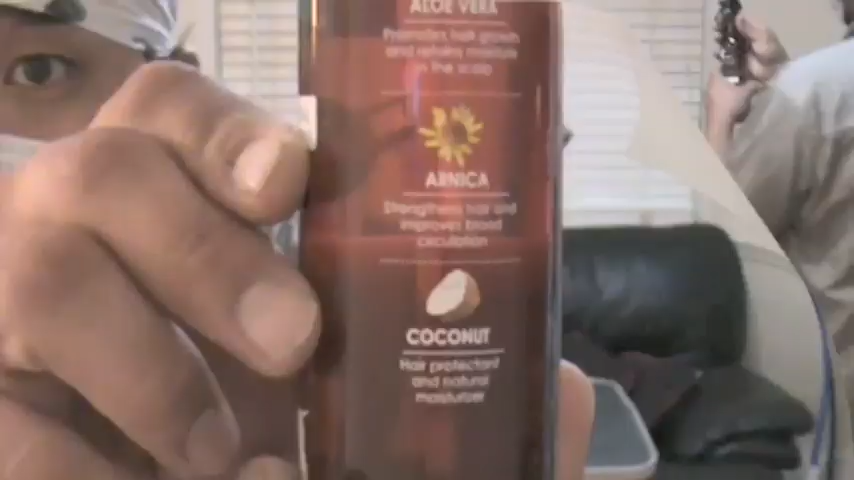 ALOE VERA
Promotes hair growth
and retains moisture
in the scalp
ARNICA
Strengthens hair and
improves blood
circulation
COCONUT
Hair protectant
and natural
moisturizer